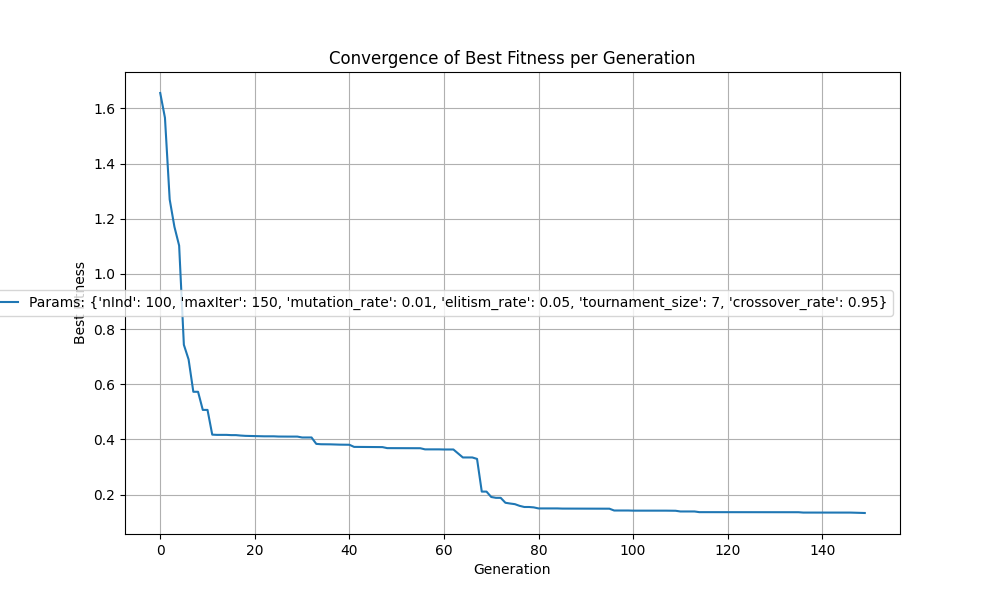 Convergence of Best Fitness per Generation
1.6
1.4
1.2
1.0
0.8
0.6
0.4
0.2
Best
ness
Params: {'nInd': 100, 'maxIter': 150, 'mutation_rate': 0.01, 'elitism_rate': 0.05, 'tournament_size': 7, 'crossover_rate': 0.95}
0 20 40 60 80 100 120 140
Generation